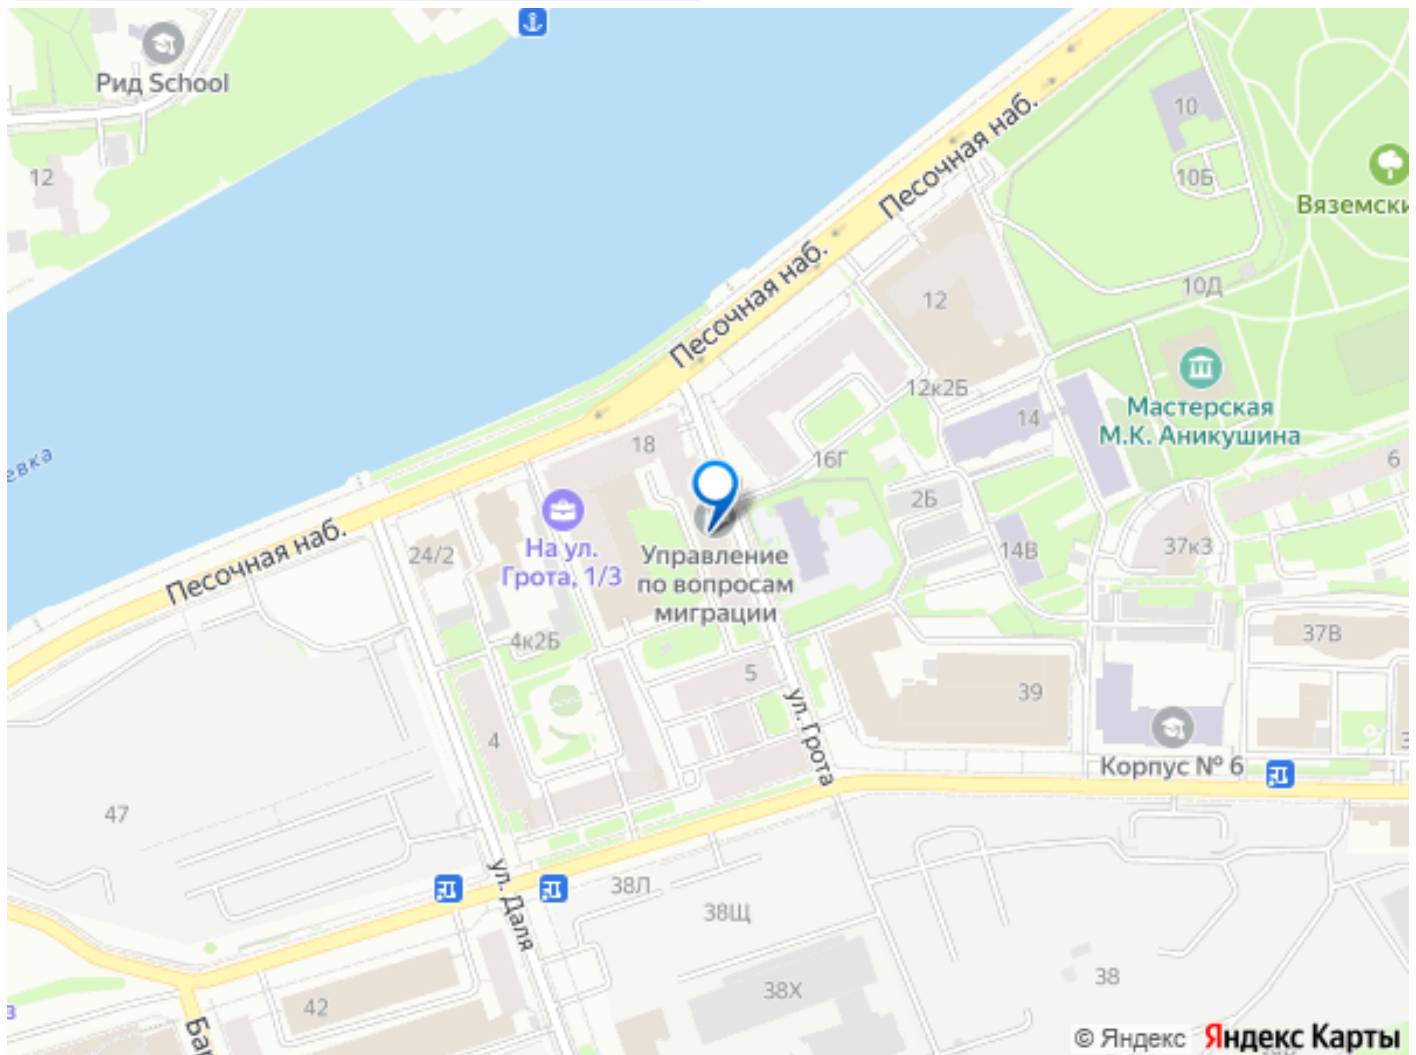 Рид School
12
10
10Б
Вяземски
Песочная наб.
10Д
12
Песочная наб.
Мастерская
М.К. Аникушина
12к2Б
14
18
16Г
6
евка
2Б
24/2
На ул.
Грота, 1/3
Управление
по вопросам
миграции
14В
37к3
Песочная наб.
4к2Б
37В
5
39
ул. Грота
4
Корпус № 6
47
38Л
38Щ
ул. Даля
38
38Х
42
Бар
© Яндекс Яндекс Карты